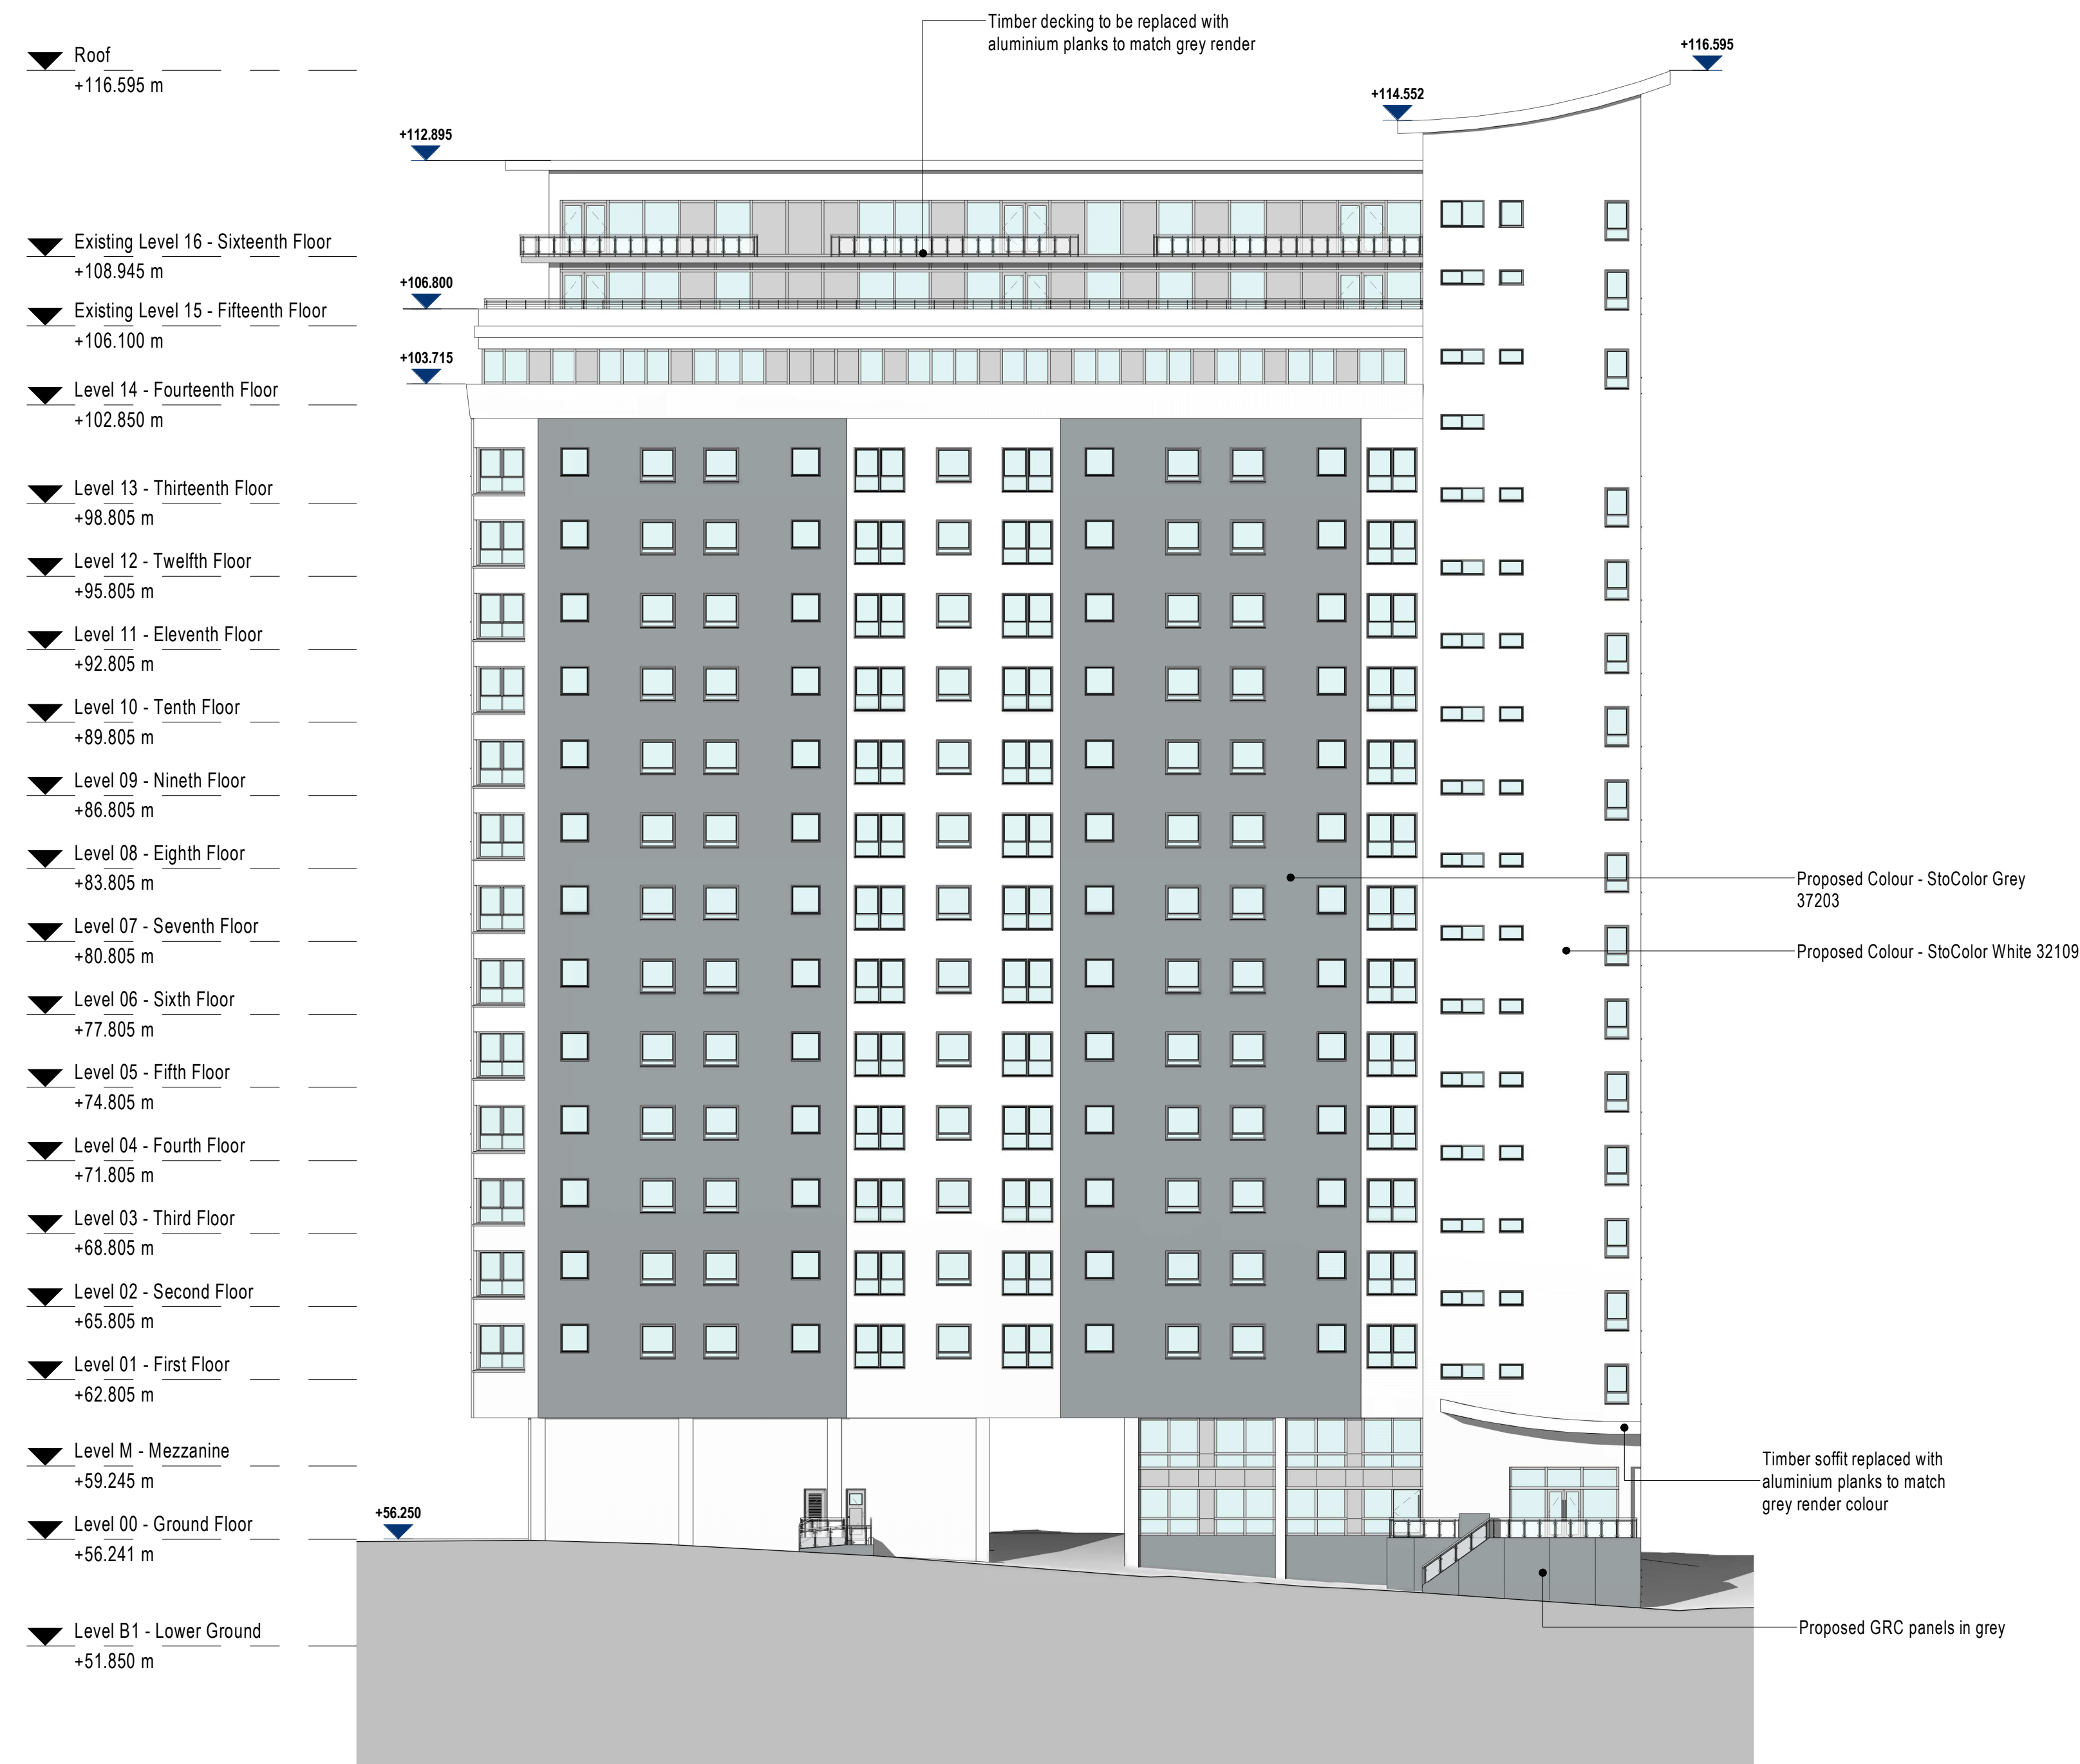 Timber decking to be replaced with
aluminium planks to match grey render
Roof
+116.595 m
+116.595
+114.552
+112.895
Existing Level 16 - Sixteenth Floor
+108.945 m
+106.800
Existing Level 15 - Fifteenth Floor
+106.100 m
+103.715
Level 14 - Fourteenth Floor
+102.850 m
Level 13 - Thirteenth Floor
+98.805 m
Level 12 - Twelfth Floor
+95.805 m
Level 11 - Eleventh Floor
+92.805 m
Level 10 - Tenth Floor
+89.805 m
Level 09 - Nineth Floor
+86.805 m
Level 08 - Eighth Floor
+83.805 m
Proposed Colour - StoColor Grey
37203
Level 07 - Seventh Floor
+80.805 m
Proposed Colour - StoColor White 32109
Level 06 - Sixth Floor
+77.805 m
Level 05 - Fifth Floor
+74.805 m
Level 04 - Fourth Floor
+71.805 m
Level 03 - Third Floor
+68.805 m
Level 02 - Second Floor
+65.805 m
Level 01 - First Floor
+62.805 m
Level M - Mezzanine
+59.245 m
Timber soffit replaced with
aluminium planks to match
grey render colour
+56.250
Level 00 - Ground Floor
+56.241 m
Level B1 - Lower Ground
+51.850 m
Proposed GRC panels in grey